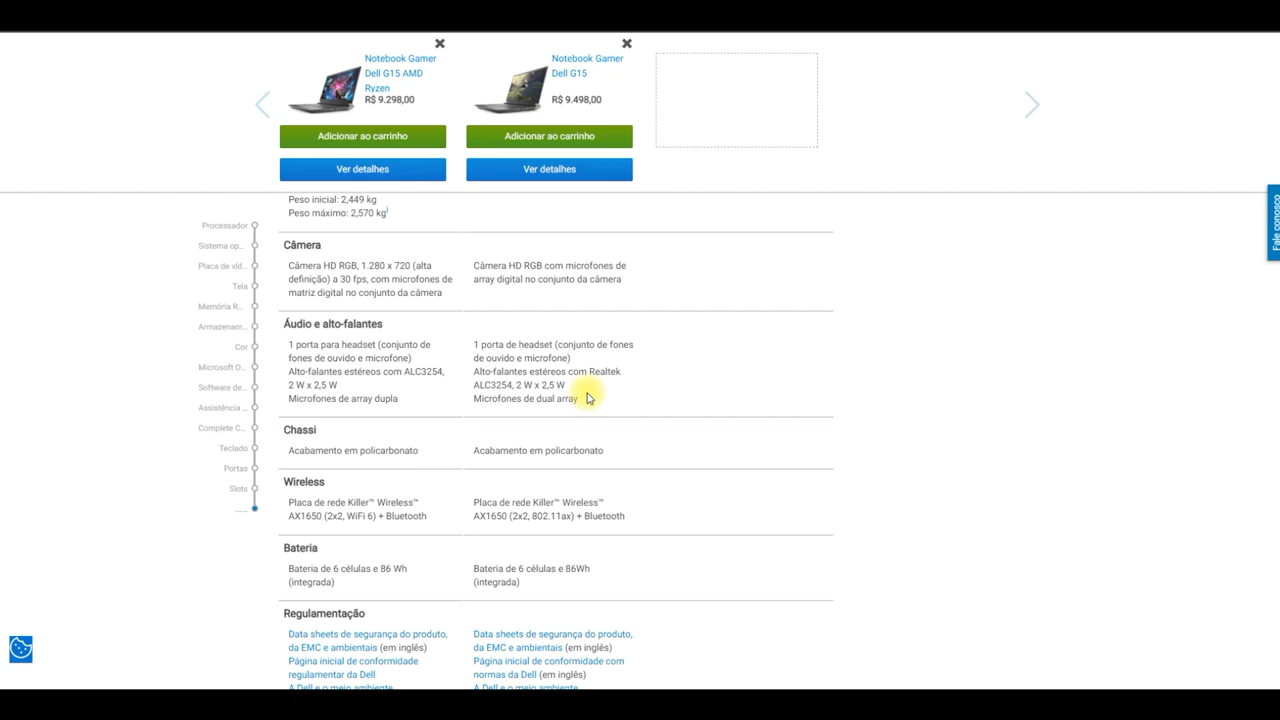 Notebook Gamer
Dell G15 AMD
Ryzen
R$ 9.298,00
Adicionar ao carrinho
Ver detalhes
Notebook Gamer
Dell G15
R$ 9.498,00
Adicionar ao carrinho
Ver detalhes
Fale conosco
Processador
Sistema op...
Placa de víd...
Tela
Memória R...
Armazenam...
Cor
Microsoft O...
Software de...
Assistência ...
Complete C...
Teclado
Portas
Slots
......
Peso inicial: 2,449 kg
Peso máximo: 2,570 kgi
Câmera
Câmera HD RGB, 1.280 x 720 (alta
definição) a 30 fps, com microfones de
matriz digital no conjunto da câmera
Câmera HD RGB com microfones de
array digital no conjunto da câmera
Áudio e alto-falantes
1 porta para headset (conjunto de
fones de ouvido e microfone)
Alto-falantes estéreos com ALC3254,
2 W x 2,5 W
Microfones de array dupla
1 porta de headset (conjunto de fones
de ouvido e microfone)
Alto-falantes estéreos com Realtek
ALC3254, 2 W x 2,5 W
Microfones de dual array
Chassi
Acabamento em policarbonato
Acabamento em policarbonato
Wireless
Placa de rede Killer™ Wireless™
AX1650 (2x2, WiFi 6) + Bluetooth
Placa de rede Killer™ Wireless™
AX1650 (2x2, 802.11ax) + Bluetooth
Bateria
Bateria de 6 células e 86 Wh
(integrada)
Bateria de 6 células e 86Wh
(integrada)
Regulamentação
Data sheets de segurança do produto,
da EMC e ambientais (em inglês)
Página inicial de conformidade
regulamentar da Dell
A Dell e o meio ambiente
Data sheets de segurança do produto,
da EMC e ambientais (em inglês)
Página inicial de conformidade com
normas da Dell (em inglês)
A Dell e o meio ambiente